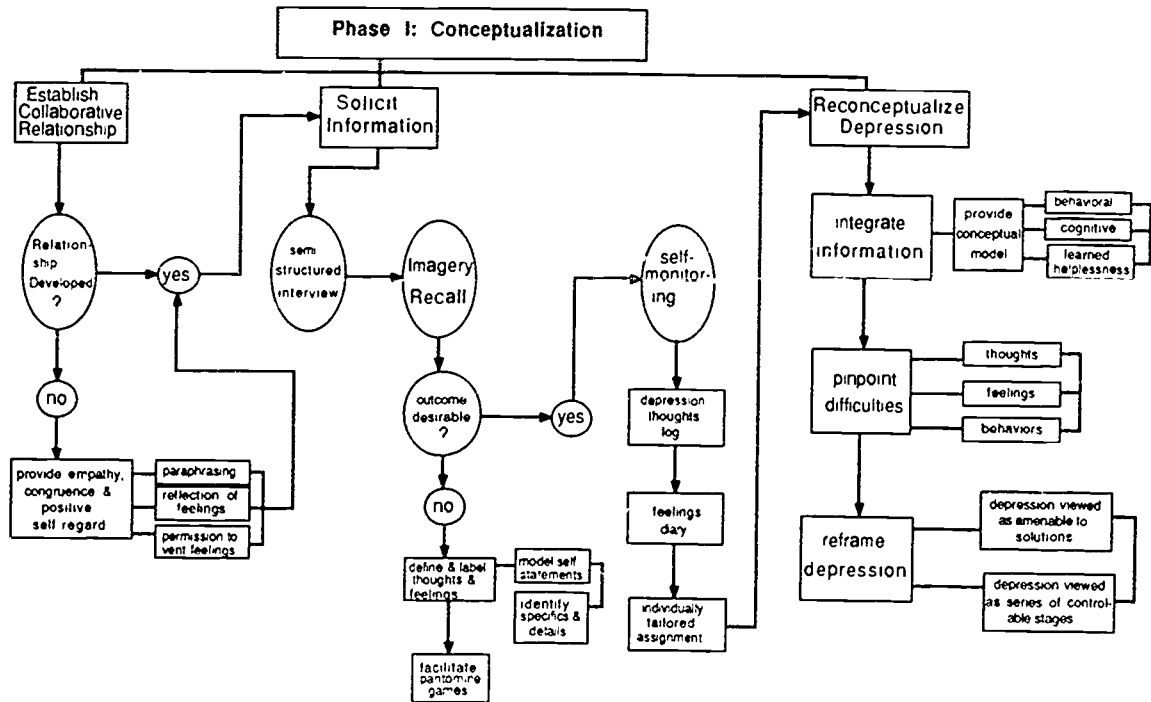 Phase I: Conceptualization
Establish
Collaborative
Relationship
Relation-
ship
Developed
?
yes
no
provide empathy,
congruence &
positive
self regard
paraphrasing
reflection of
feelings
permission to
vent feelings
Solicit
Information
semi
structured
interview
Imagery
Recall
outcome
desirable
?
yes
no
define & label
thoughts &
feelings
model self
statements
identify
specifics &
details
facilitate
pantomine
games
self-
monitor-
ing
depression
thoughts
log
feelings
diary
individually
tailored
assignment
Reconceptualize
Depression
integrate
information
provide
conceptual
model
behavioral
cognitive
learned
helplessness
pinpoint
difficulties
thoughts
feelings
behaviors
reframe
depression
depression viewed
as amenable to
solutions
depression viewed
as series of control-
able stages